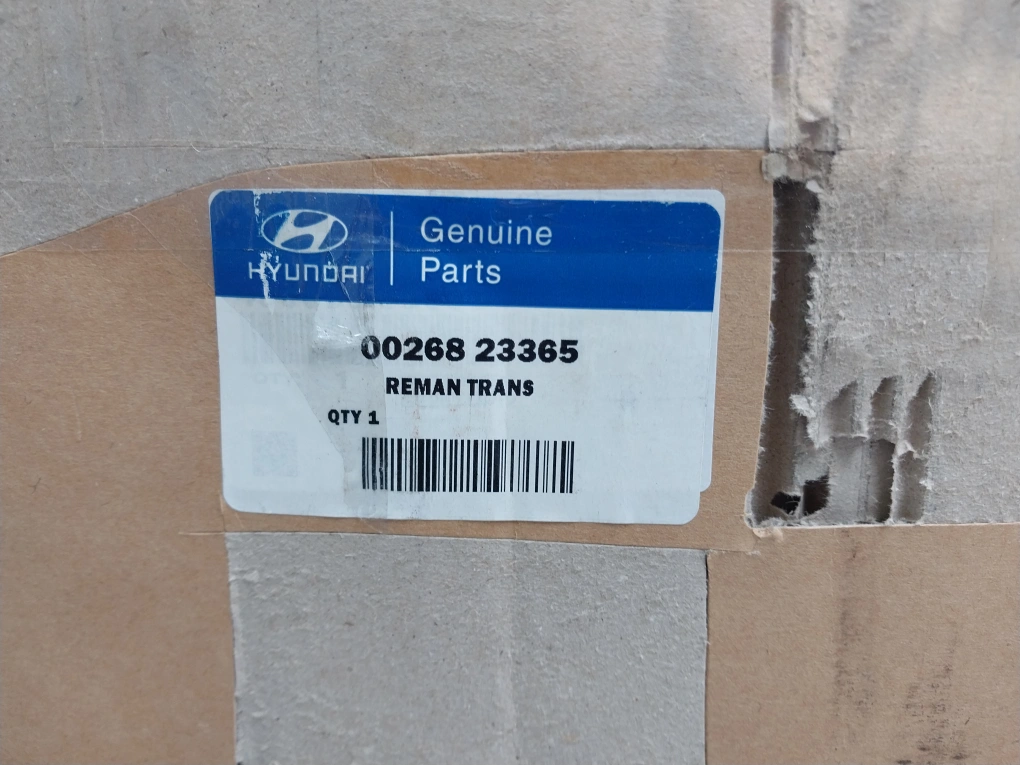 HYUNDAI
Genuine
Parts
00268 23365
REMAN TRANS
QTY 1